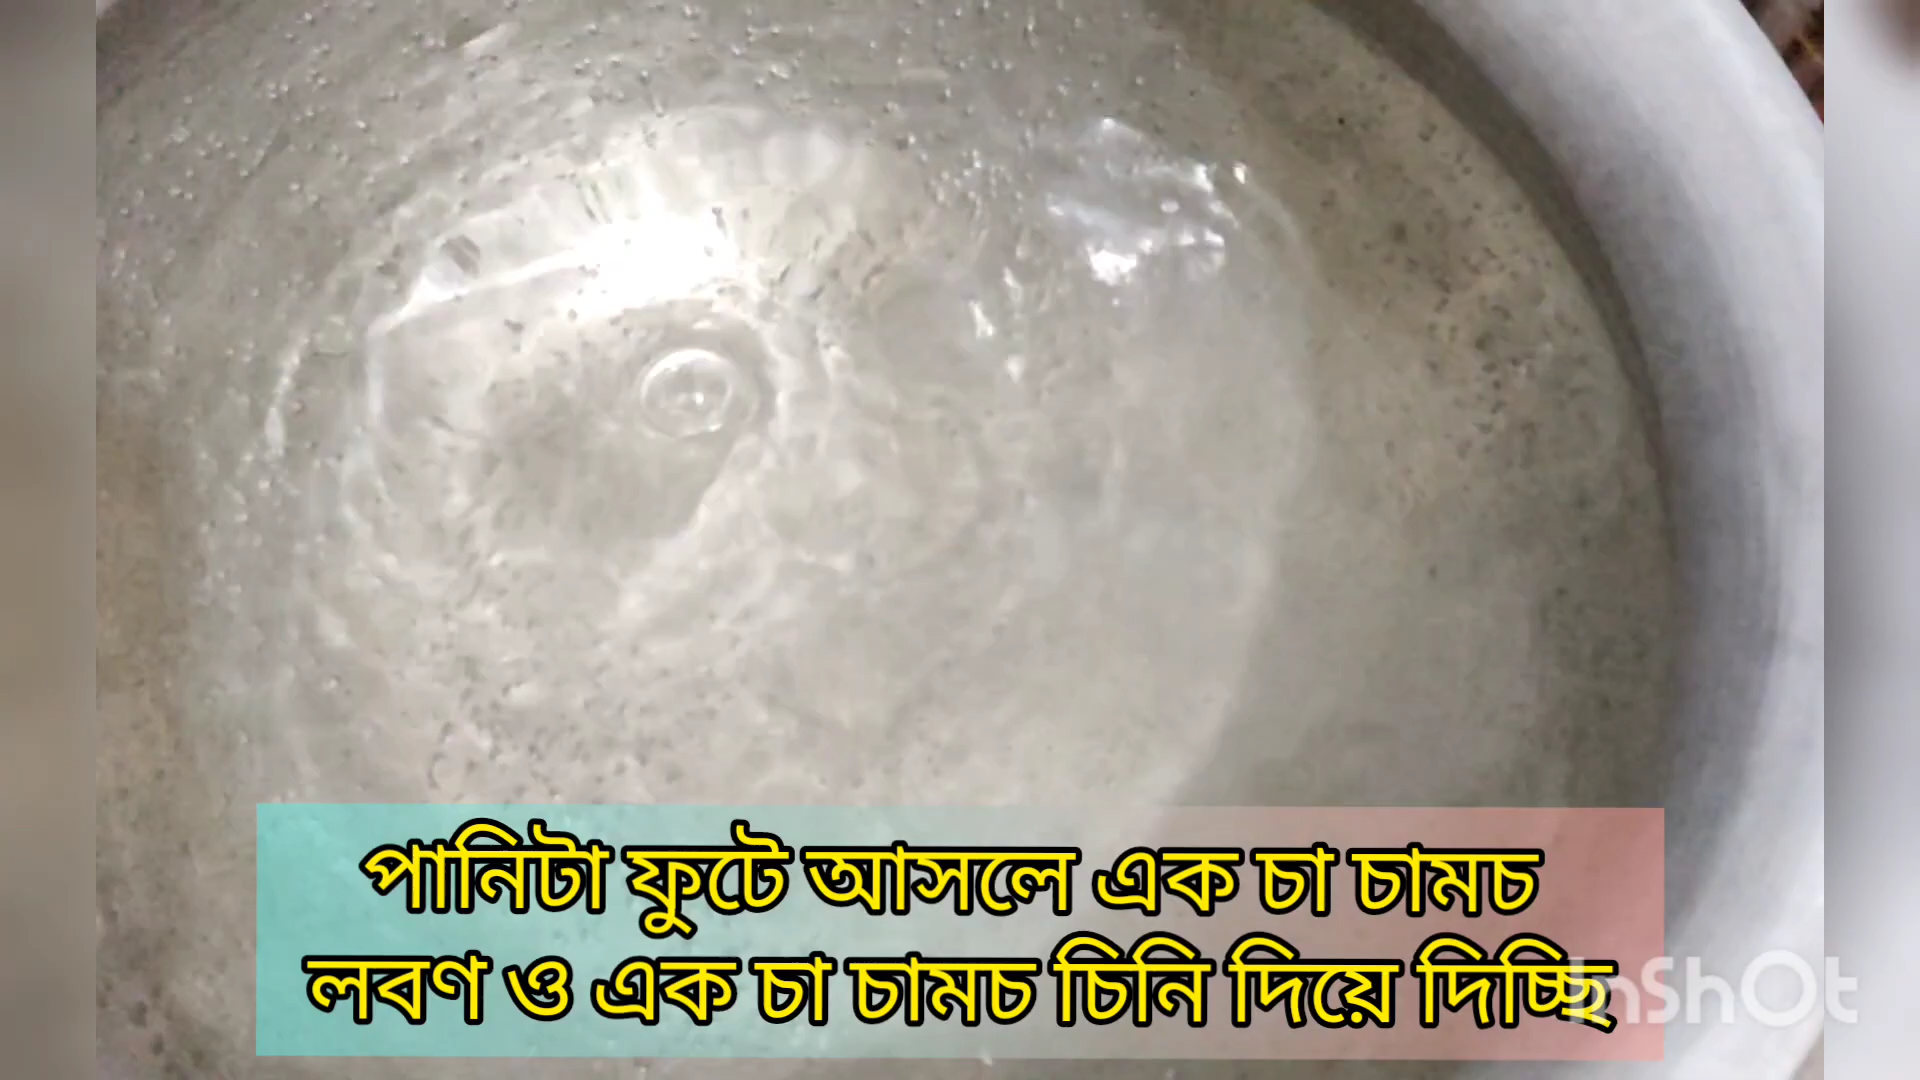 পানিটা ফুটে আসলে এক চা চামচ
লবণ ও এক চা চামচ চিনি দিয়ে দিচ্ছি
InShOt